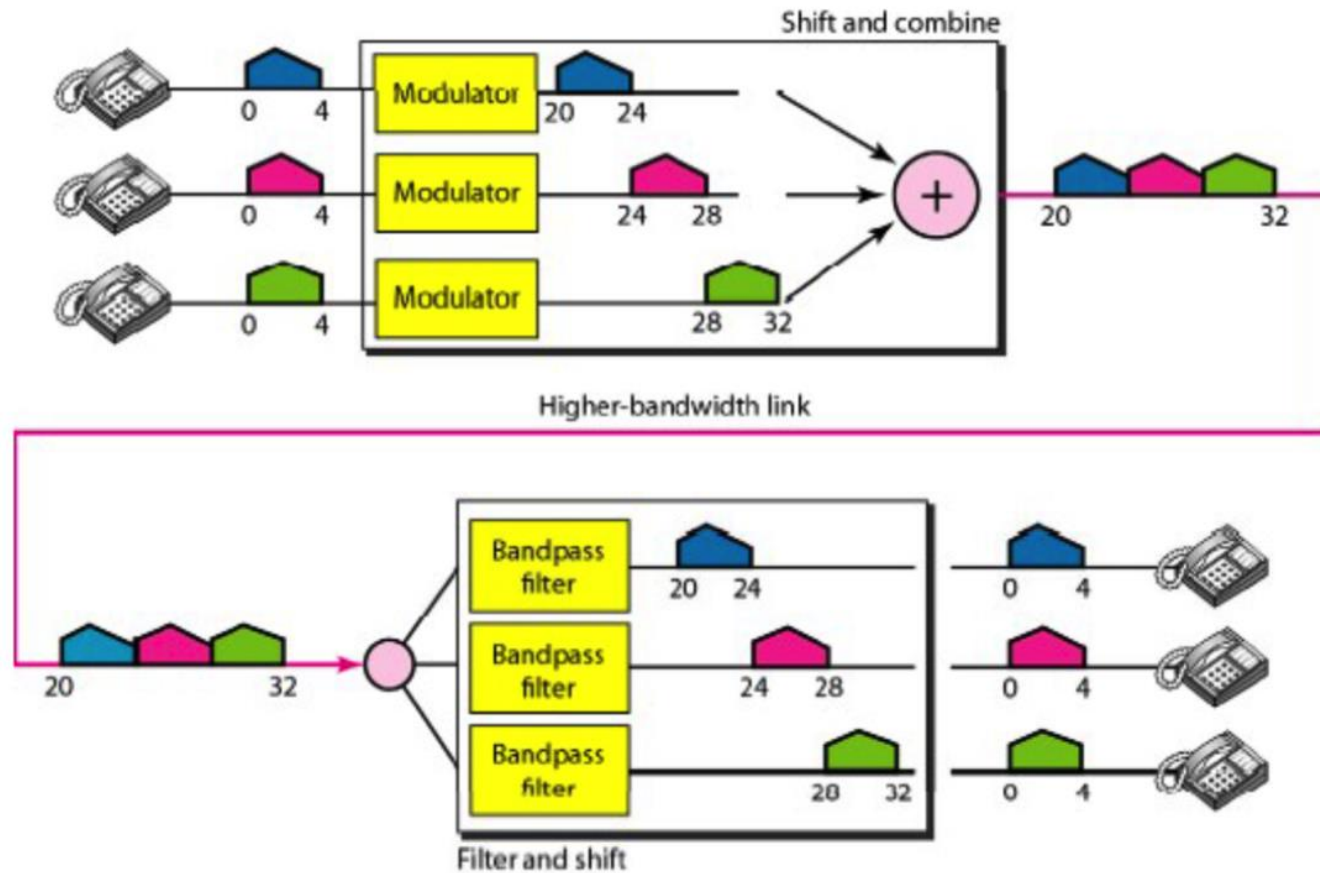 Shift and combine
0 4 Modulator 20 24
0 4 Modulator 24 28
+
20 32
0 4 Modulator 28 32
Higher-bandwidth link
Bandpass
filter
20 24
0 4
20 32
Bandpass
filter
24 28
0 4
Bandpass
filter
28 32
0 4
Filter and shift